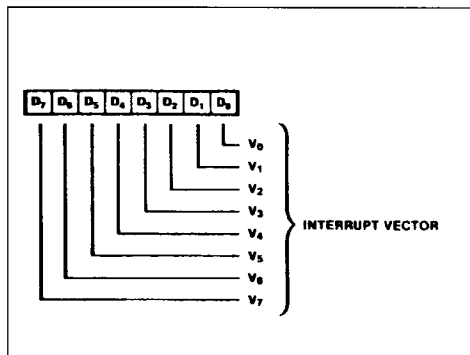 D7 D6 D5 D4 D3 D2 D1 D0
V0
V1
V2
V3
V4
INTERRUPT VECTOR
V5
V6
V7